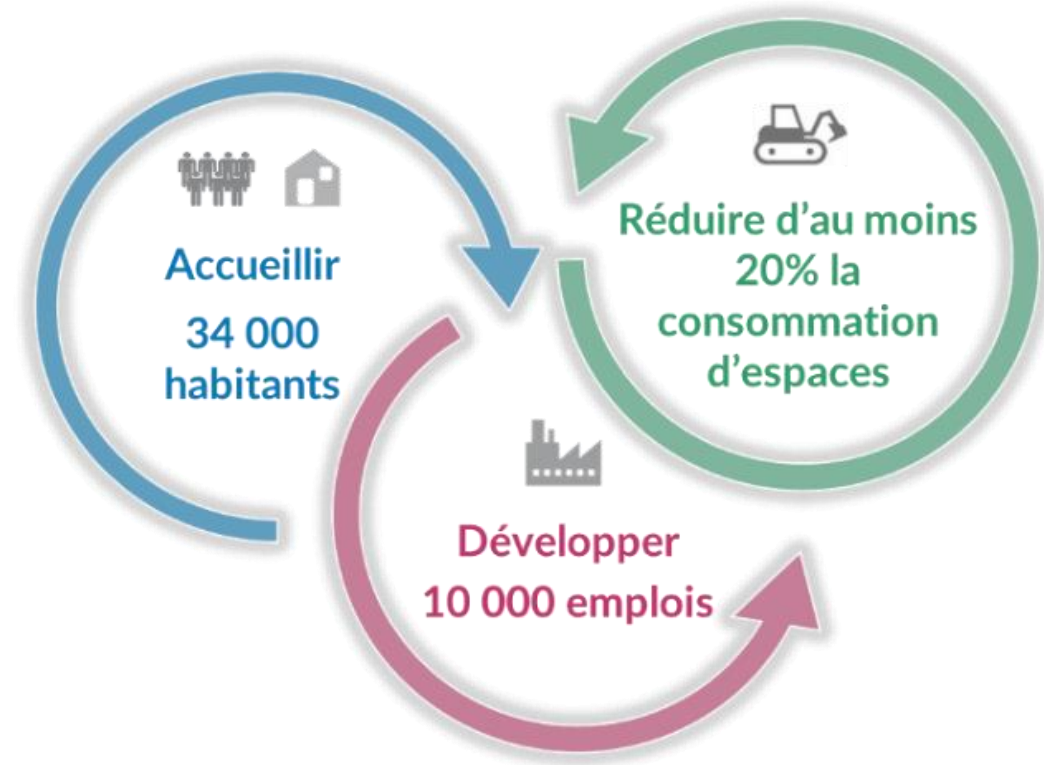 Accueillir
34 000
habitants
Réduire d’au moins
20% la
consommation
d’espaces
Développer
10 000 emplois